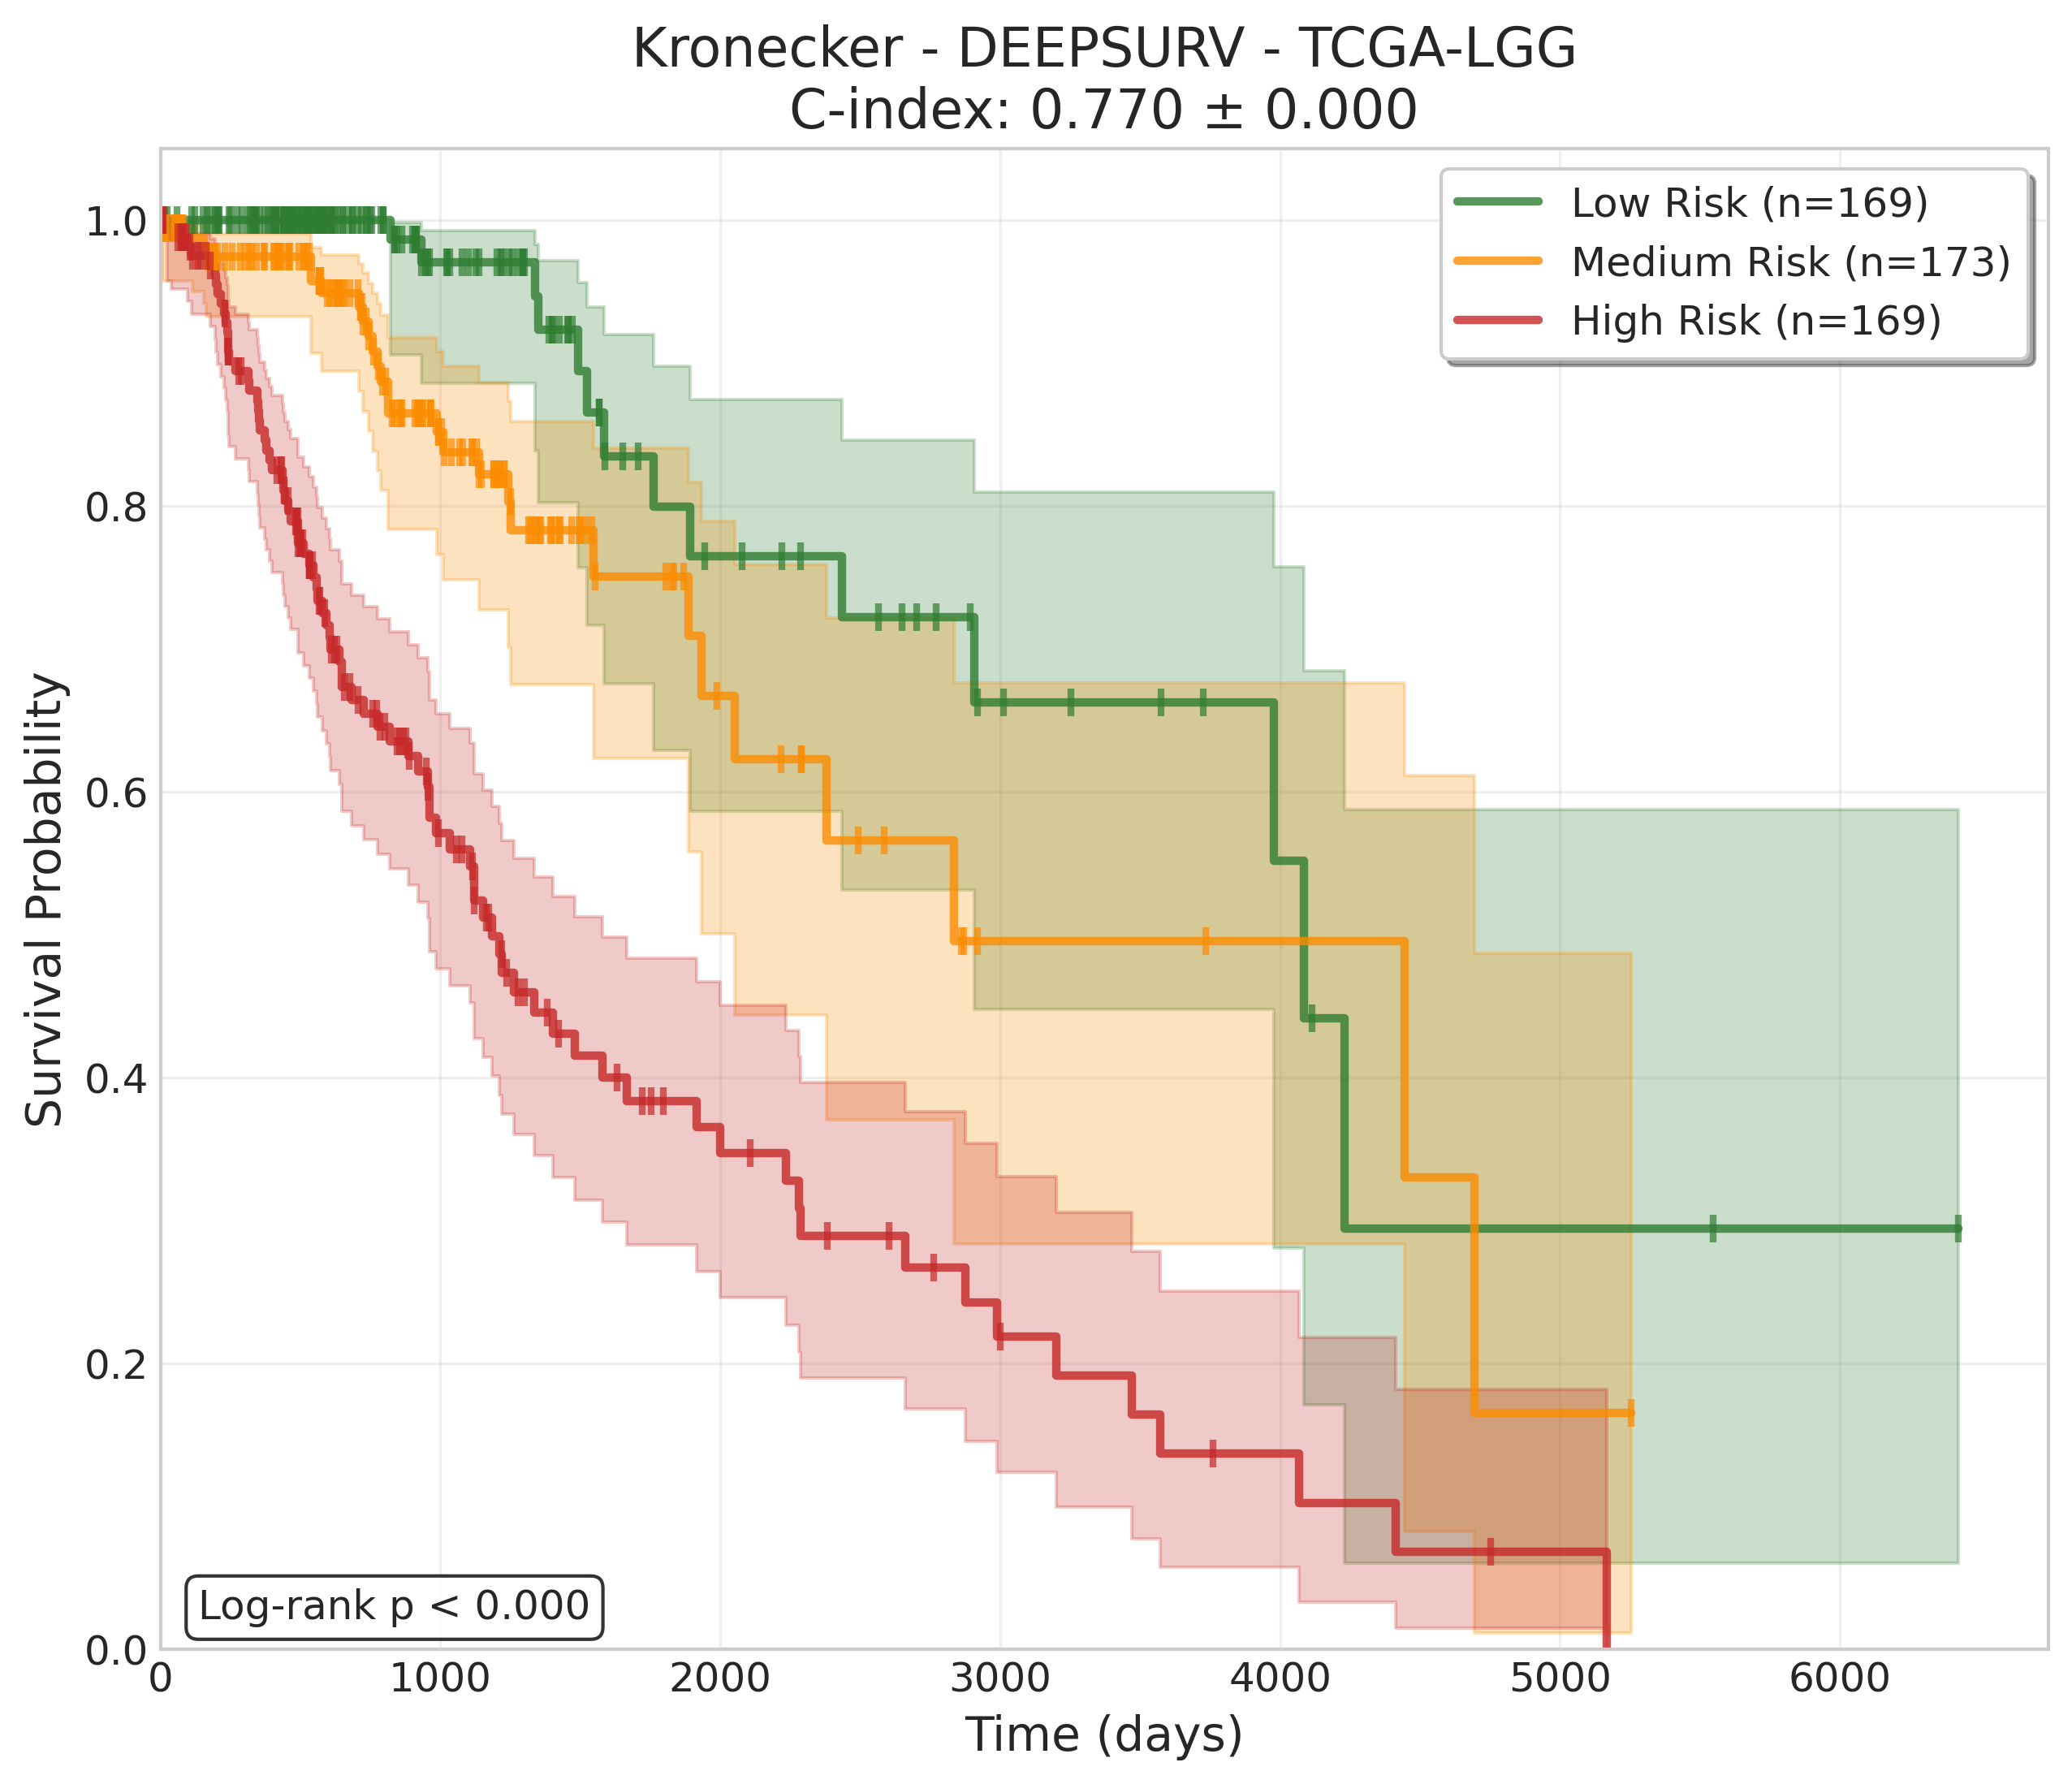 Kronecker - DEEPSURV - TCGA-LGG
C-index: 0.770 ± 0.000
Low Risk (n=169)
Medium Risk (n=173)
High Risk (n=169)
Survival Probability
1.0
0.8
0.6
0.4
0.2
0.0
Log-rank p < 0.000
0 1000 2000 3000 4000 5000 6000
Time (days)